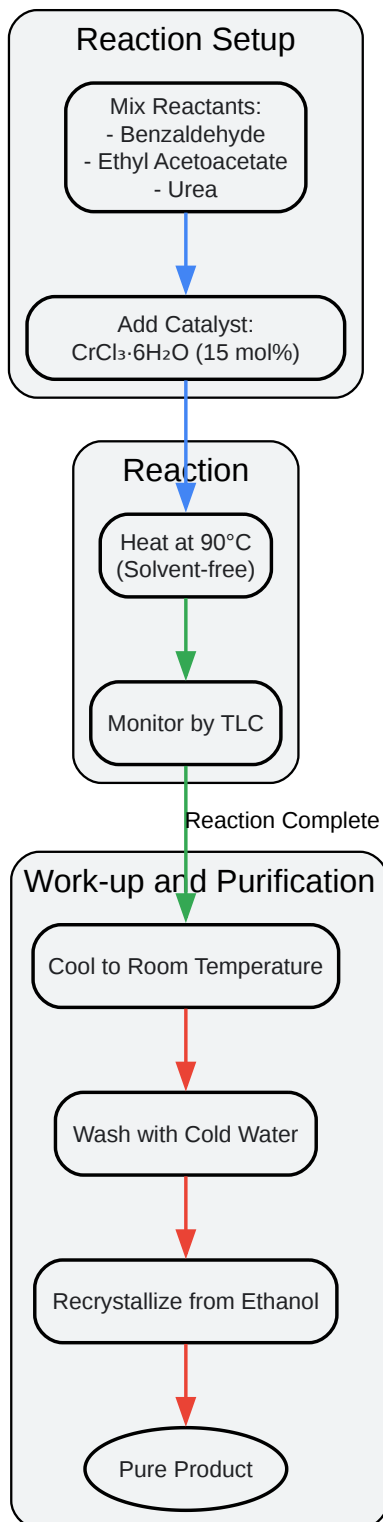 Reaction Setup
Mix Reactants:
- Benzaldehyde
- Ethyl Acetoacetate
- Urea
Add Catalyst:
CrCl₃·6H₂O (15 mol%)
Reaction
Heat at 90°C
(Solvent-free)
Monitor by TLC
Reaction Complete
Work-up and Purification
Cool to Room Temperature
Wash with Cold Water
Recrystallize from Ethanol
Pure Product